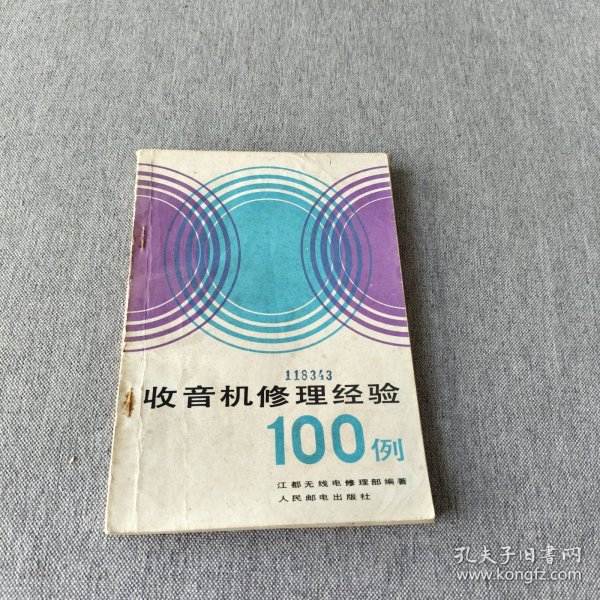 118343
收音机修理经验
100例
江都无线电修理部编著
人民邮电出版社
孔夫子旧书网
www.kongfz.com